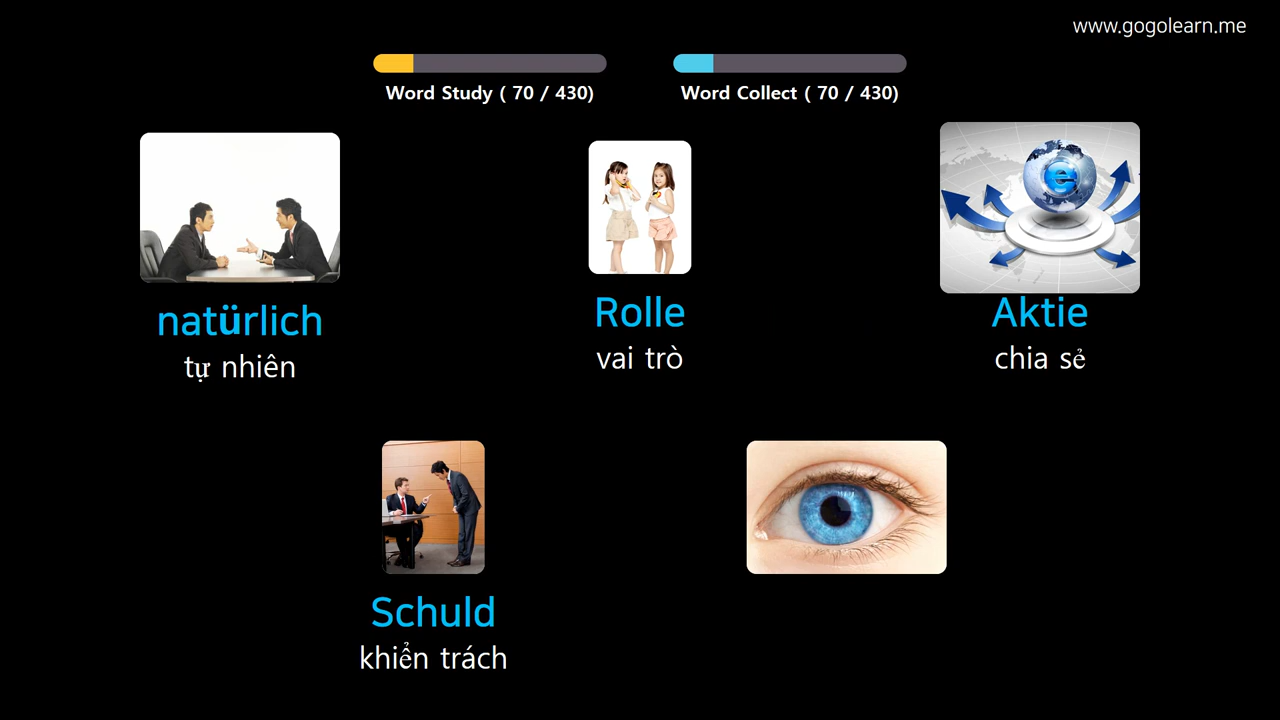 www.gogolearn.me
Word Study ( 70 / 430)
Word Collect ( 70 / 430)
natürlich
tự nhiên
Rolle
vai trò
Aktie
chia sẻ
Schuld
khiển trách